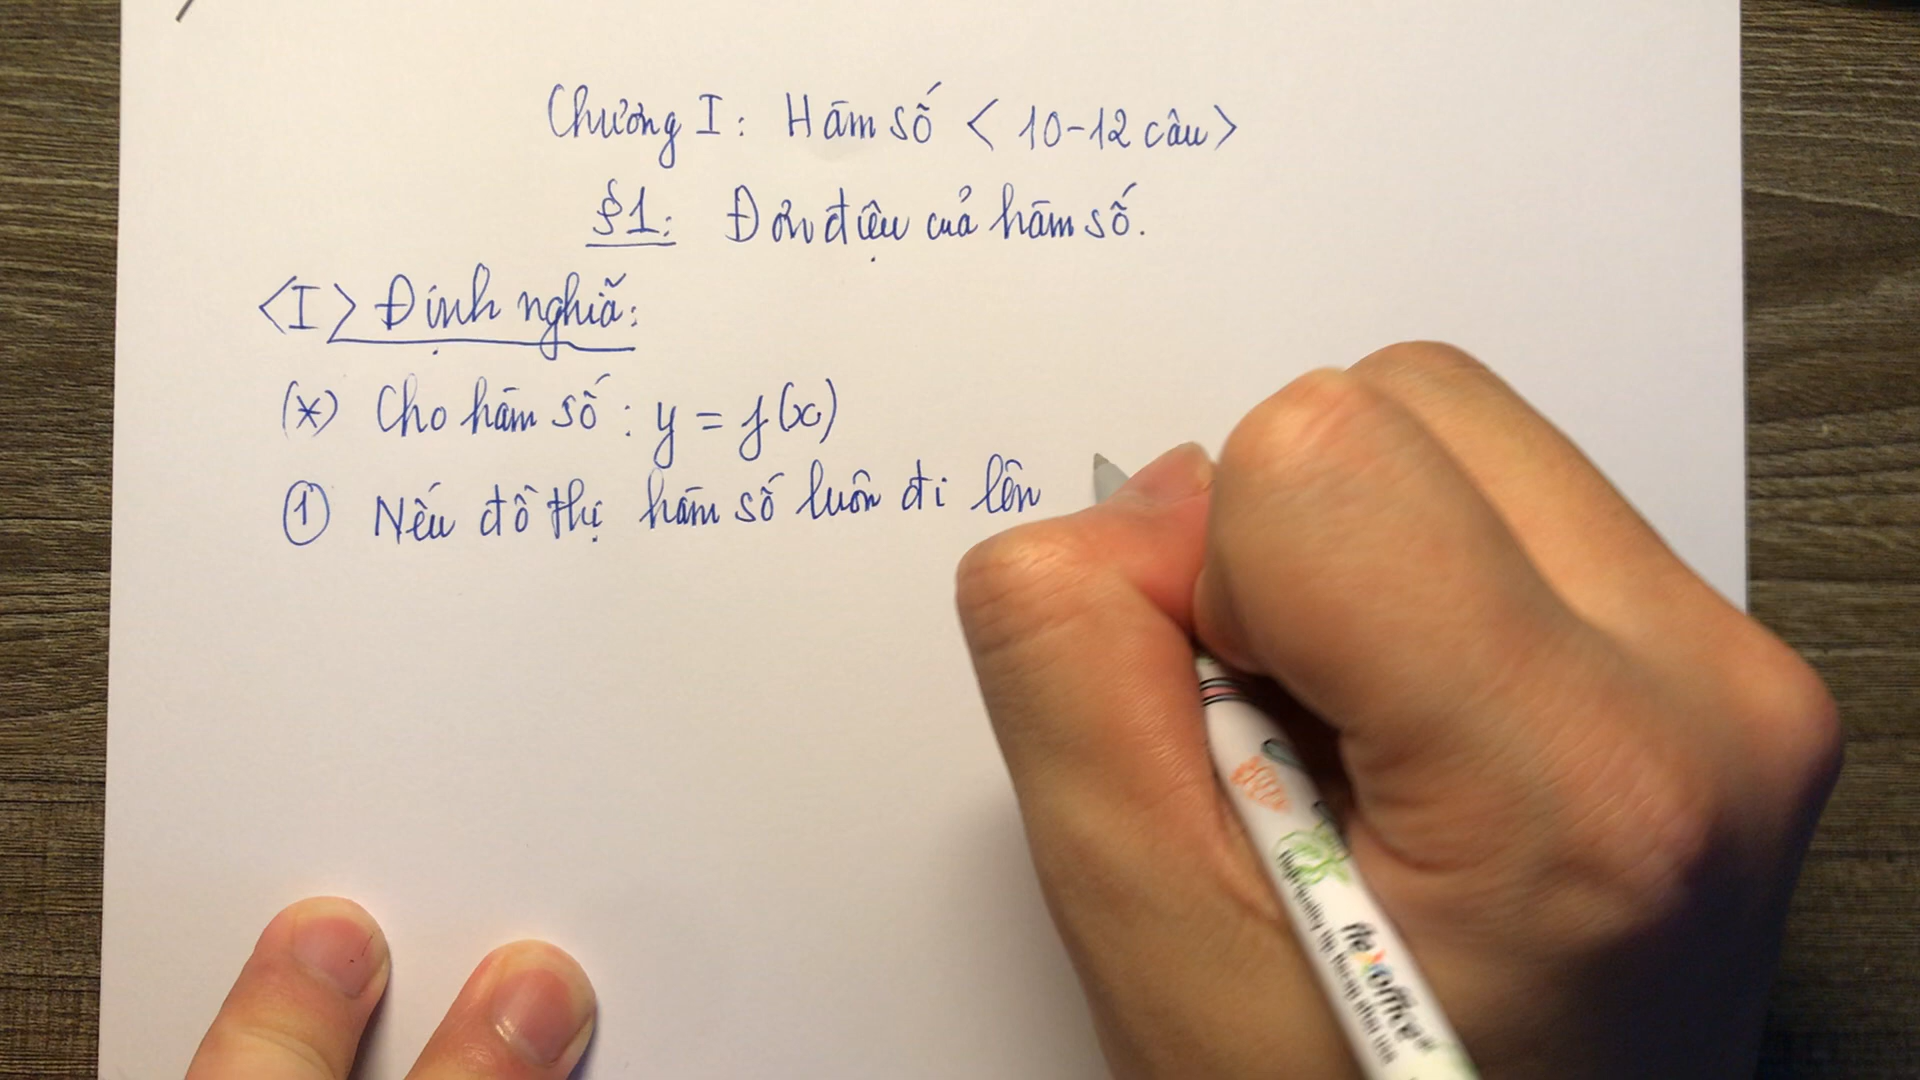 Chương I: Hàm số < 10-12 câu>
§1: Đơn điệu của hàm số.
<I> Định nghĩa:
(*) Cho hàm số: y = f(x)
① Nếu đồ thị hàm số luôn đi lên
flexoffice